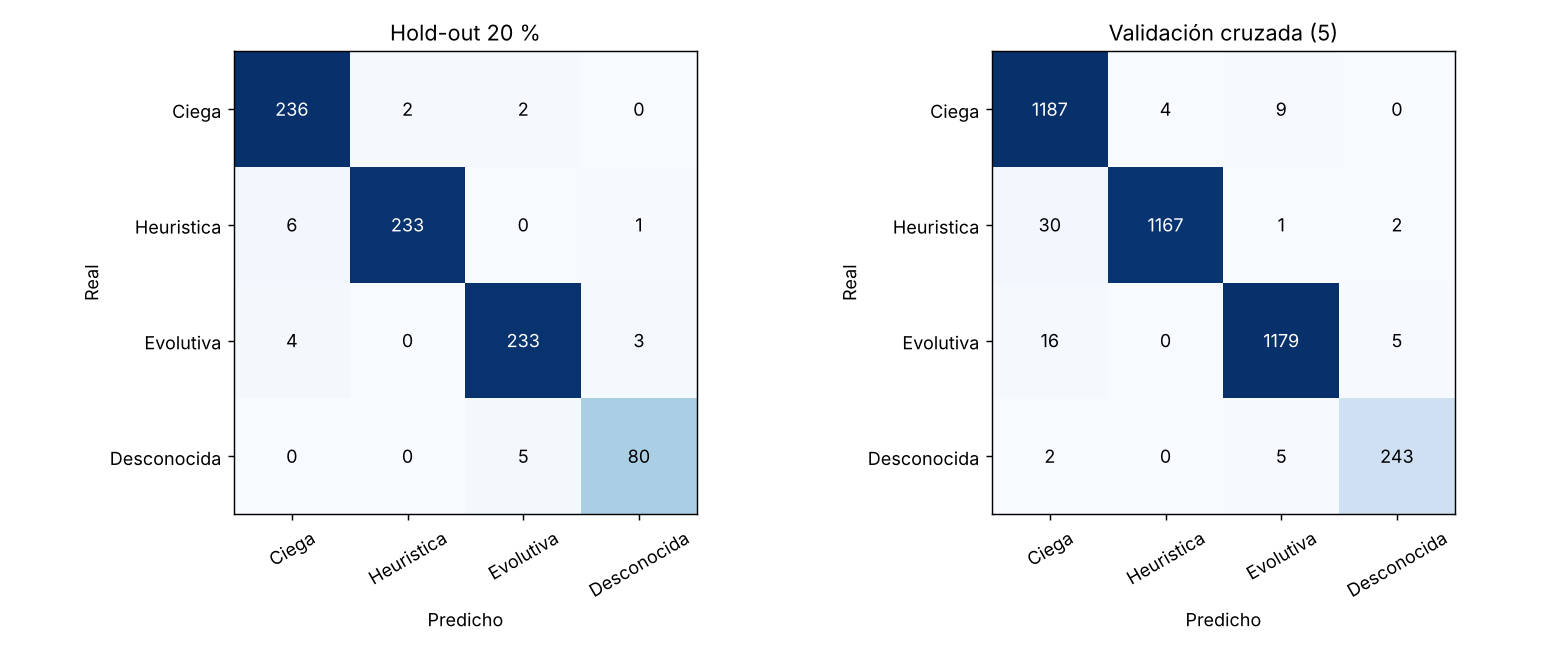 Hold-out 20 %
Real
Ciega 236 2 2 0
Heuristica 6 233 0 1
Evolutiva 4 0 233 3
Desconocida 0 0 5 80
Ciega Heuristica Evolutiva Desconocida
Predicho
Validación cruzada (5)
Real
Ciega 1187 4 9 0
Heuristica 30 1167 1 2
Evolutiva 16 0 1179 5
Desconocida 2 0 5 243
Ciega Heuristica Evolutiva Desconocida
Predicho